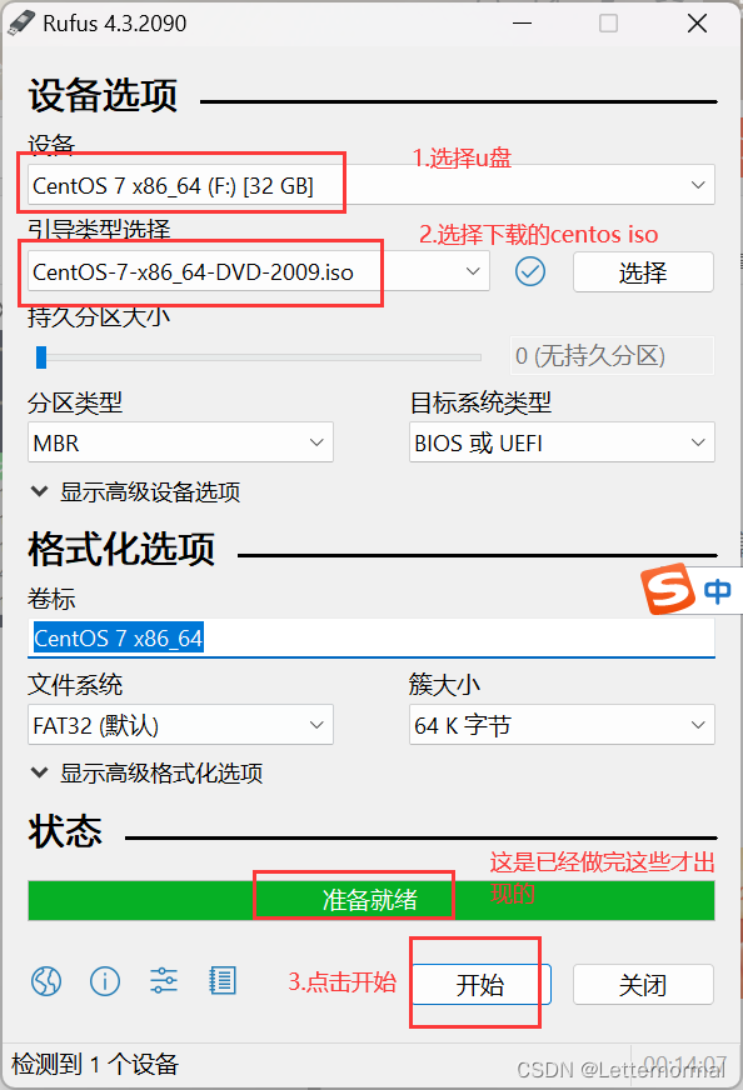 Rufus 4.3.2090
设备选项
设备
1.选择u盘
CentOS 7 x86_64 (F:) [32 GB]
引导类型选择
2.选择下载的centos iso
CentOS-7-x86_64-DVD-2009.iso
选择
持久分区大小
0 (无持久分区)
分区类型
目标系统类型
MBR
BIOS 或 UEFI
显示高级设备选项
格式化选项
中
卷标
CentOS 7 x86_64
文件系统
簇大小
FAT32 (默认)
64 K 字节
显示高级格式化选项
状态
这是已经做完这些才出
现的
准备就绪
3.点击开始
开始
关闭
检测到 1 个设备
00:14:07
CSDN @Letternormal